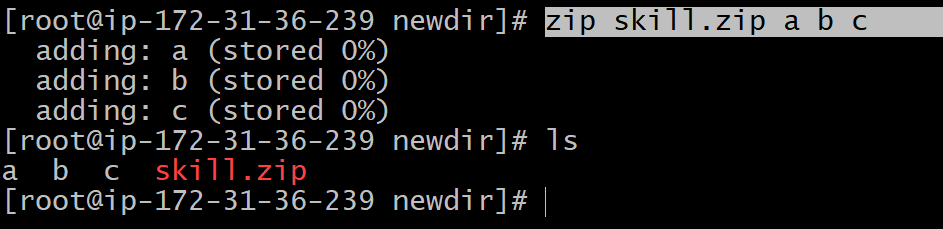 [root@ip-172-31-36-239 newdir]# zip skill.zip a b c
  adding: a (stored 0%)
  adding: b (stored 0%)
  adding: c (stored 0%)
[root@ip-172-31-36-239 newdir]# ls
a  b  c  skill.zip
[root@ip-172-31-36-239 newdir]#